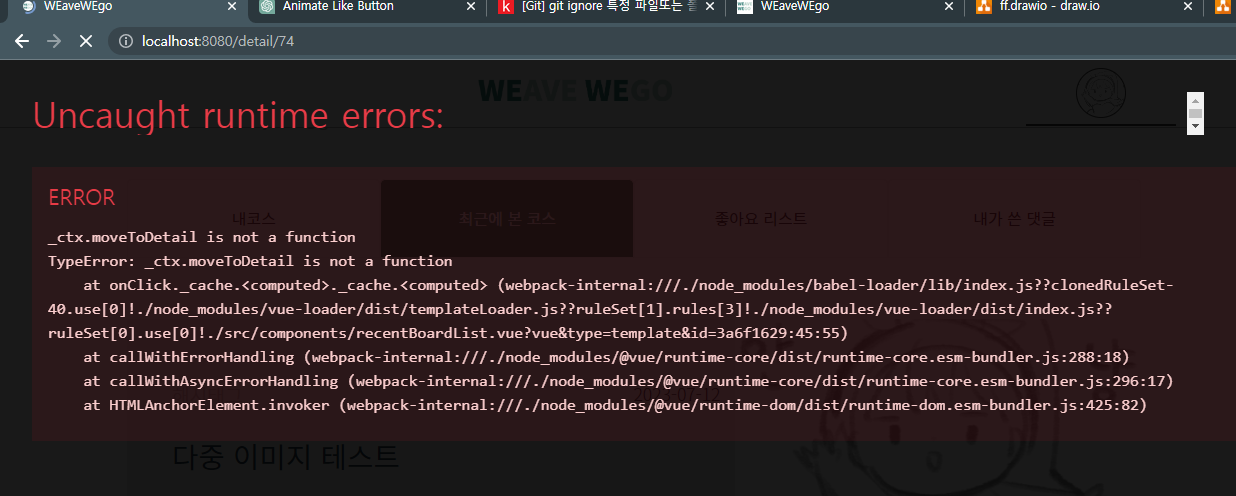 WEaveWEgo
Animate Like Button
[Git] git ignore 특정 파일또는
WEaveWEgo
ff.drawio - draw.io
localhost:8080/detail/74
WEAVE WEGO
Uncaught runtime errors:
ERROR
내코스
최근에 본 코스
좋아요 리스트
내가 쓴 댓글
_ctx.moveToDetail is not a function
TypeError: _ctx.moveToDetail is not a function
at onClick._cache.<computed>._cache.<computed> (webpack-internal:///./node_modules/babel-loader/lib/index.js??clonedRuleSet-
40.use[0]!./node_modules/vue-loader/dist/templateLoader.js??ruleSet[1].rules[3]!./node_modules/vue-loader/dist/index.js??
ruleSet[0].use[0]!./src/components/recentBoardList.vue?vue&type=template&id=3a6f1629:45:55)
at callWithErrorHandling (webpack-internal:///./node_modules/@vue/runtime-core/dist/runtime-core.esm-bundler.js:288:18)
at callWithAsyncErrorHandling (webpack-internal:///./node_modules/@vue/runtime-core/dist/runtime-core.esm-bundler.js:296:17)
at HTMLAnchorElement.invoker (webpack-internal:///./node_modules/@vue/runtime-dom/dist/runtime-dom.esm-bundler.js:425:82)
2023-07-12
다중 이미지 테스트